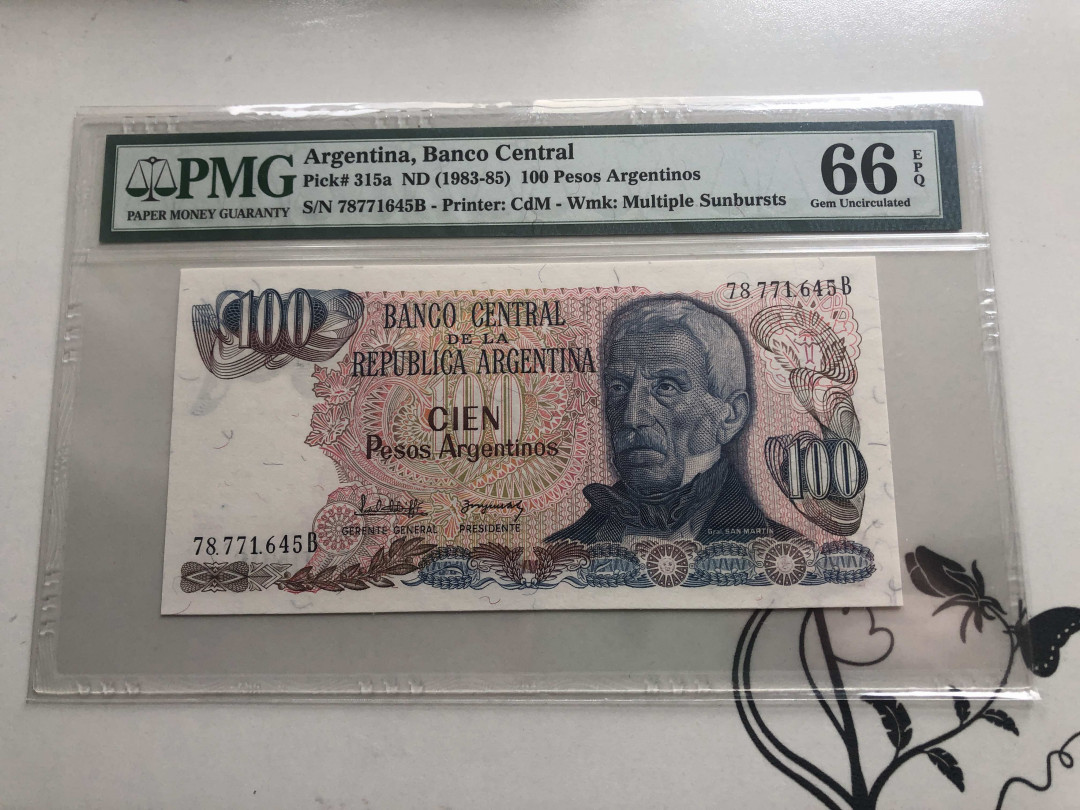 PMG
PAPER MONEY GUARANTY
Argentina, Banco Central
Pick# 315a ND (1983-85) 100 Pesos Argentinos
S/N 78771645B - Printer: CdM - Wmk: Multiple Sunbursts
66
EPQ
Gem Uncirculated
100
78.771.645B
BANCO CENTRAL
DE LA
REPUBLICA ARGENTINA
100
CIEN
Pesos Argentinos
100
GERENTE GENERAL PRESIDENTE
Gral. SAN MARTIN
78.771.645B